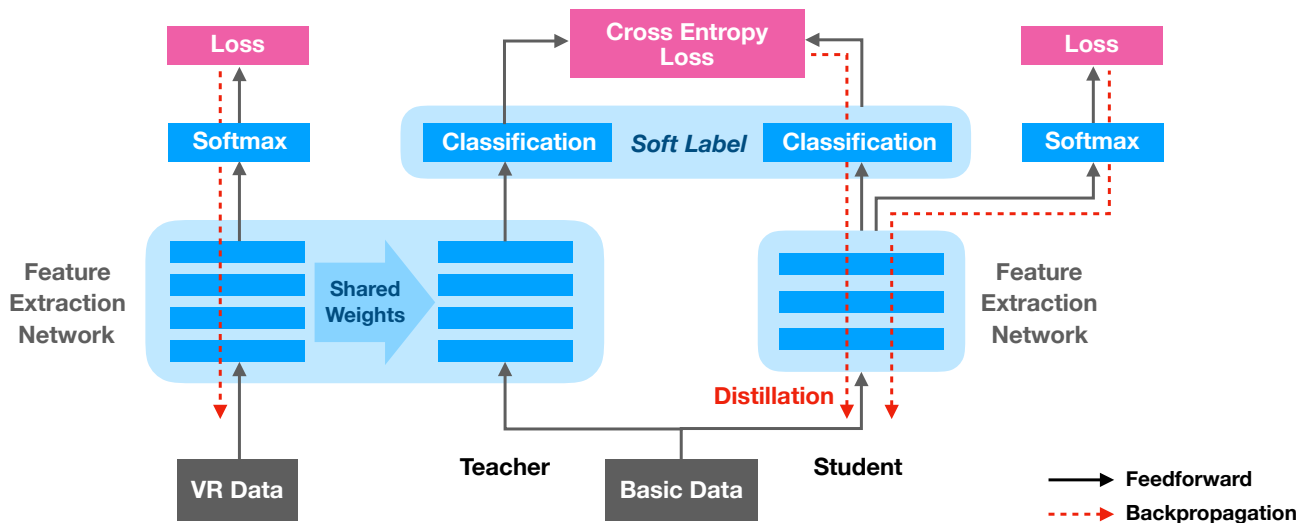 Loss
Cross Entropy
Loss
Loss
Softmax
Classification
Soft Label
Classification
Softmax
Feature
Extraction
Network
Shared
Weights
Feature
Extraction
Network
Distillation
Teacher
Student
VR Data
Basic Data
Feedforward
Backpropagation